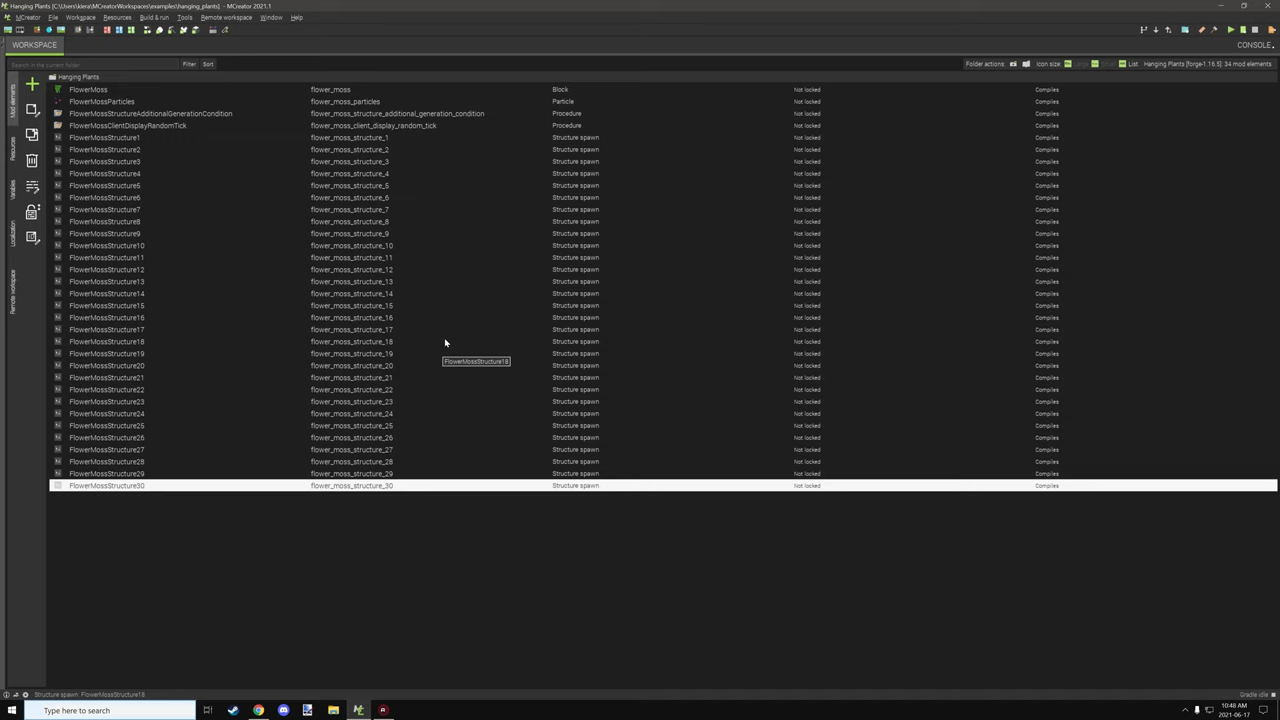 Hanging Plants [C:\Users\kiera\MCreatorWorkspaces\examples\hanging_plants] - MCreator 2021.1
MCreator File Workspace Resources Build & run Tools Remote workspace Window Help
WORKSPACE CONSOLE
Search in the current folder Filter Sort Folder actions: Icon size: List Hanging Plants [forge-1.16.5] 34 mod elements
Hanging Plants
FlowerMoss flower_moss Block Not locked Compiles
FlowerMossParticles flower_moss_particles Particle Not locked Compiles
FlowerMossStructureAdditionalGenerationCondition flower_moss_structure_additional_generation_condition Procedure Not locked Compiles
FlowerMossClientDisplayRandomTick flower_moss_client_display_random_tick Procedure Not locked Compiles
FlowerMossStructure1 flower_moss_structure_1 Structure spawn Not locked Compiles
FlowerMossStructure2 flower_moss_structure_2 Structure spawn Not locked Compiles
FlowerMossStructure3 flower_moss_structure_3 Structure spawn Not locked Compiles
FlowerMossStructure4 flower_moss_structure_4 Structure spawn Not locked Compiles
FlowerMossStructure5 flower_moss_structure_5 Structure spawn Not locked Compiles
FlowerMossStructure6 flower_moss_structure_6 Structure spawn Not locked Compiles
FlowerMossStructure7 flower_moss_structure_7 Structure spawn Not locked Compiles
FlowerMossStructure8 flower_moss_structure_8 Structure spawn Not locked Compiles
FlowerMossStructure9 flower_moss_structure_9 Structure spawn Not locked Compiles
FlowerMossStructure10 flower_moss_structure_10 Structure spawn Not locked Compiles
FlowerMossStructure11 flower_moss_structure_11 Structure spawn Not locked Compiles
FlowerMossStructure12 flower_moss_structure_12 Structure spawn Not locked Compiles
FlowerMossStructure13 flower_moss_structure_13 Structure spawn Not locked Compiles
FlowerMossStructure14 flower_moss_structure_14 Structure spawn Not locked Compiles
FlowerMossStructure15 flower_moss_structure_15 Structure spawn Not locked Compiles
FlowerMossStructure16 flower_moss_structure_16 Structure spawn Not locked Compiles
FlowerMossStructure17 flower_moss_structure_17 Structure spawn Not locked Compiles
FlowerMossStructure18 flower_moss_structure_18 Structure spawn Not locked Compiles
FlowerMossStructure19 flower_moss_structure_19 Structure spawn Not locked Compiles
FlowerMossStructure18
FlowerMossStructure20 flower_moss_structure_20 Structure spawn Not locked Compiles
FlowerMossStructure21 flower_moss_structure_21 Structure spawn Not locked Compiles
FlowerMossStructure22 flower_moss_structure_22 Structure spawn Not locked Compiles
FlowerMossStructure23 flower_moss_structure_23 Structure spawn Not locked Compiles
FlowerMossStructure24 flower_moss_structure_24 Structure spawn Not locked Compiles
FlowerMossStructure25 flower_moss_structure_25 Structure spawn Not locked Compiles
FlowerMossStructure26 flower_moss_structure_26 Structure spawn Not locked Compiles
FlowerMossStructure27 flower_moss_structure_27 Structure spawn Not locked Compiles
FlowerMossStructure28 flower_moss_structure_28 Structure spawn Not locked Compiles
FlowerMossStructure29 flower_moss_structure_29 Structure spawn Not locked Compiles
FlowerMossStructure30 flower_moss_structure_30 Structure spawn Not locked Compiles
Mod elements
Resources
Variables
Localization
Remote workspace
Structure spawn: FlowerMossStructure18 Gradle idle
Type here to search
10:48 AM
2021-06-17